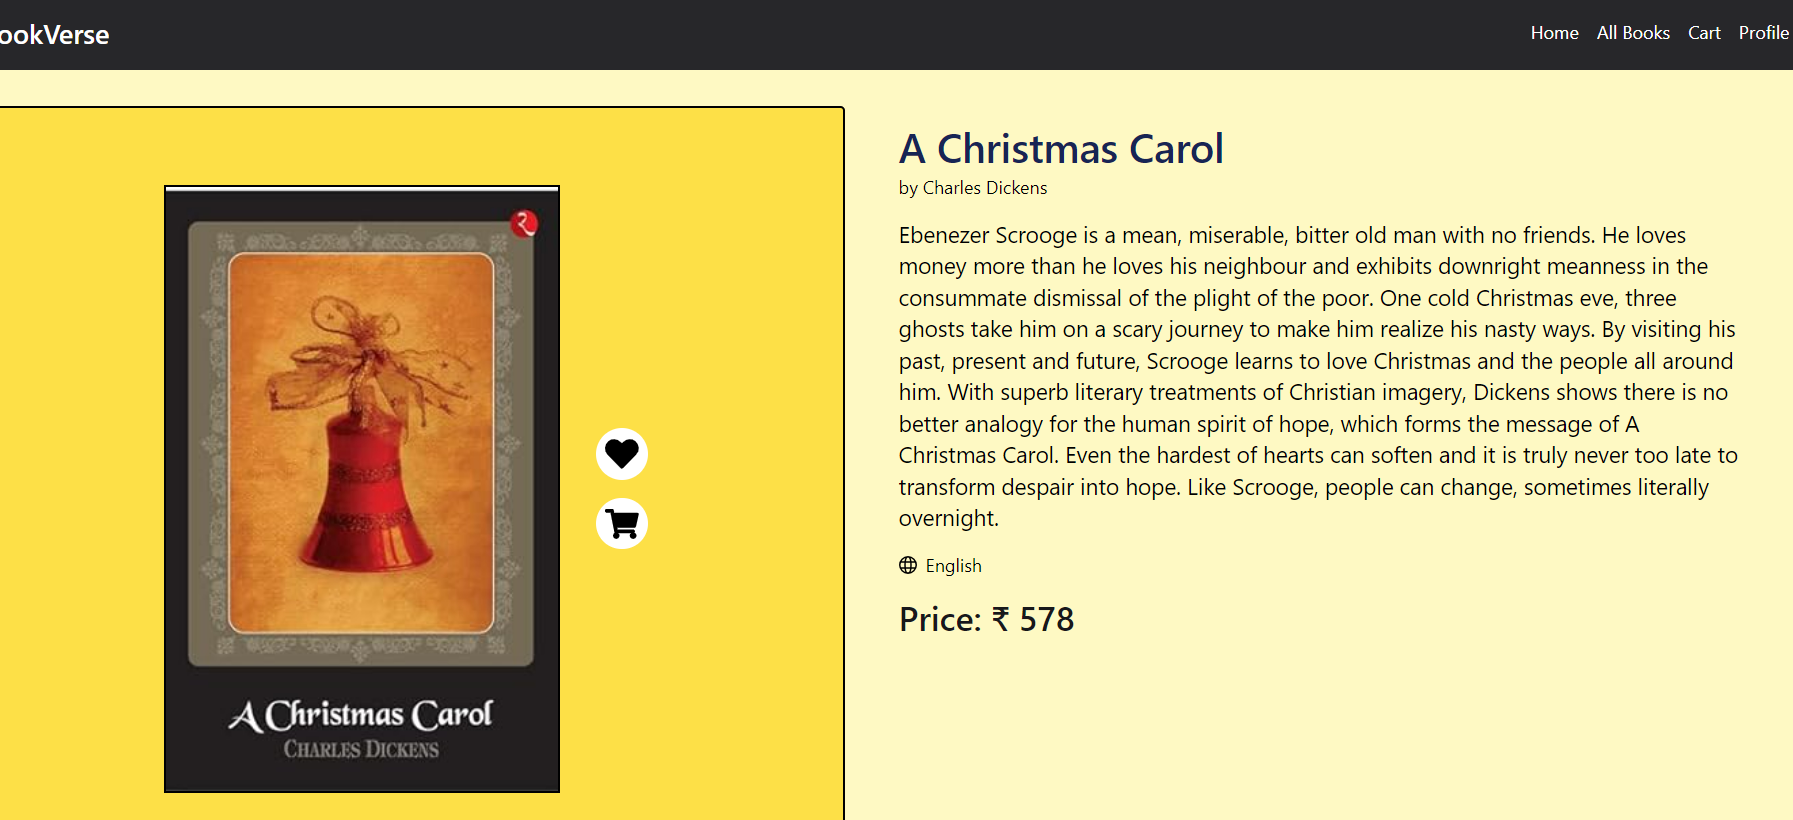 ookVerse
Home All Books Cart Profile
A Christmas Carol
CHARLES DICKENS
A Christmas Carol
by Charles Dickens
Ebenezer Scrooge is a mean, miserable, bitter old man with no friends. He loves
money more than he loves his neighbour and exhibits downright meanness in the
consummate dismissal of the plight of the poor. One cold Christmas eve, three
ghosts take him on a scary journey to make him realize his nasty ways. By visiting his
past, present and future, Scrooge learns to love Christmas and the people all around
him. With superb literary treatments of Christian imagery, Dickens shows there is no
better analogy for the human spirit of hope, which forms the message of A
Christmas Carol. Even the hardest of hearts can soften and it is truly never too late to
transform despair into hope. Like Scrooge, people can change, sometimes literally
overnight.
English
Price: ₹ 578